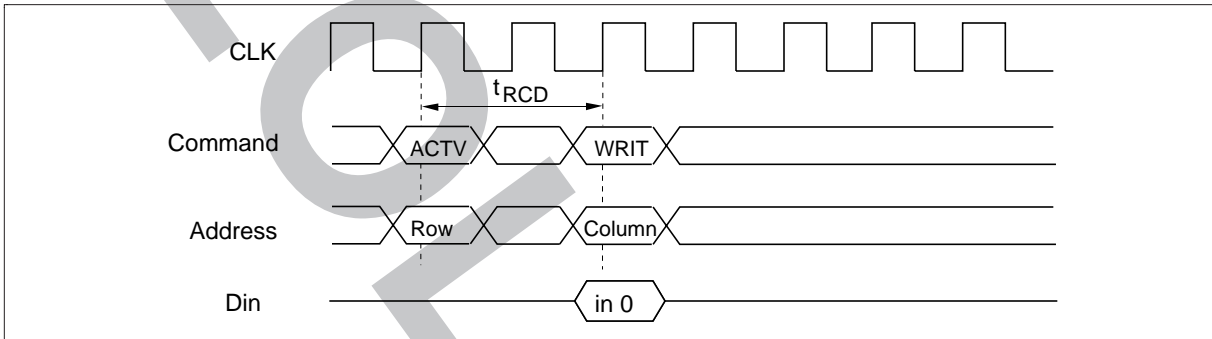 CLK
tRCD
Command ACTV WRIT
Address Row Column
Din in 0